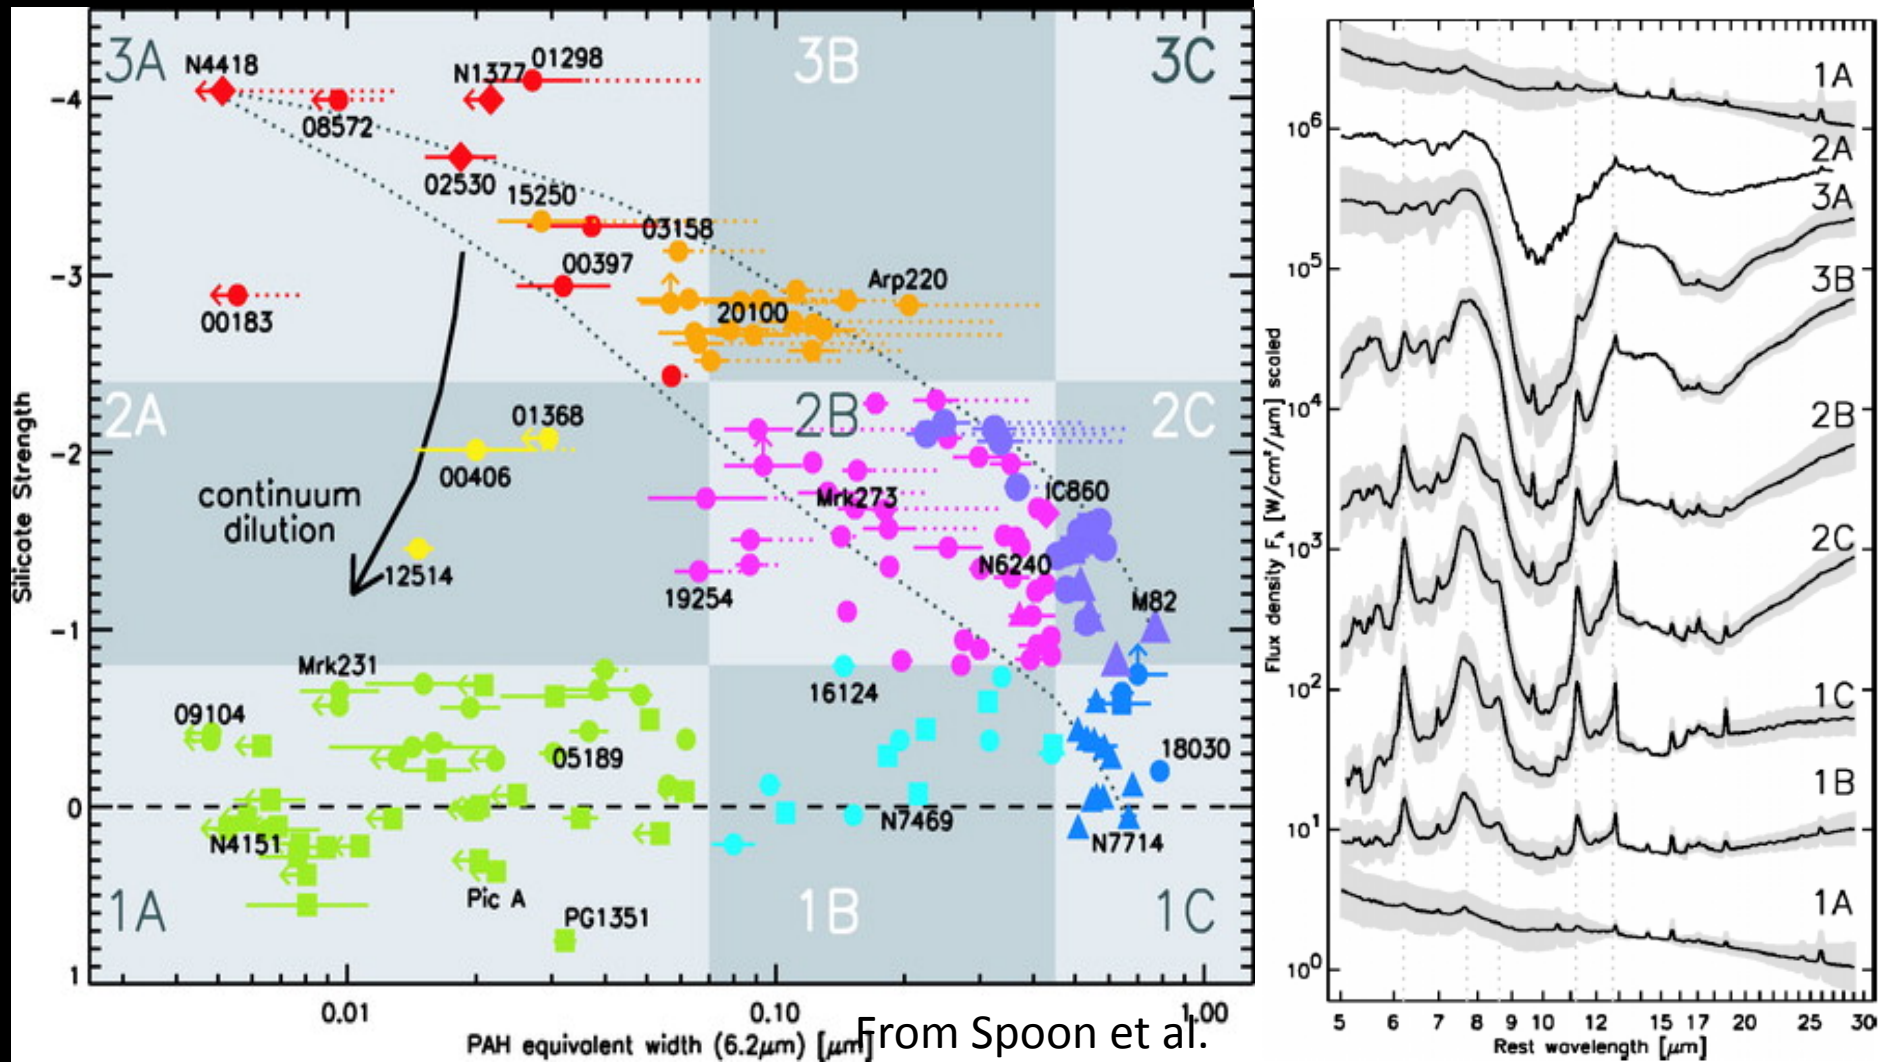 3A
3B
3C
N4418
N1377
01298
08572
02530
15250
03158
00397
Arp220
00183
20100
2A
2B
2C
01368
00406
continuum
dilution
12514
Mrk273
IC860
N6240
19254
M82
Mrk231
16124
09104
05189
18030
N4151
N7469
N7714
Pic A
PG1351
1A
1B
1C
-4
-3
-2
-1
0
1
Silicate Strength
0.01
0.10
1.00
PAH equivalent width (6.2μm) [μm]
From Spoon et al.
1A
2A
3A
3B
2B
2C
1C
1B
1A
10⁶
10⁵
10⁴
10³
10²
10¹
10⁰
Flux density Fλ [W/cm²/μm] scaled
5 6 7 8 9 10 12 15 17 20 25 30
Rest wavelength [μm]